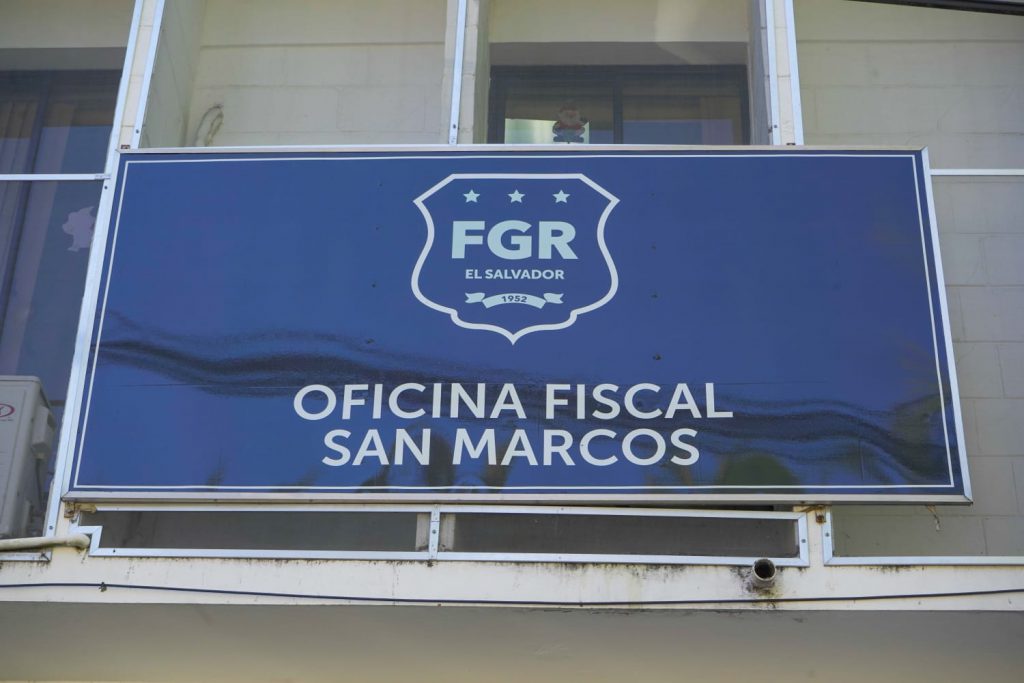 FGR
EL SALVADOR
1952
OFICINA FISCAL
SAN MARCOS